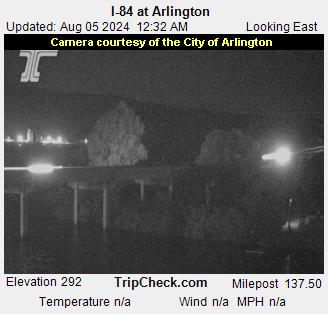 I-84 at Arlington
Updated: Aug 05 2024 12:32 AM Looking East
Camera courtesy of the City of Arlington
Elevation 292 TripCheck.com Milepost 137.50
Temperature n/a Wind n/a MPH n/a